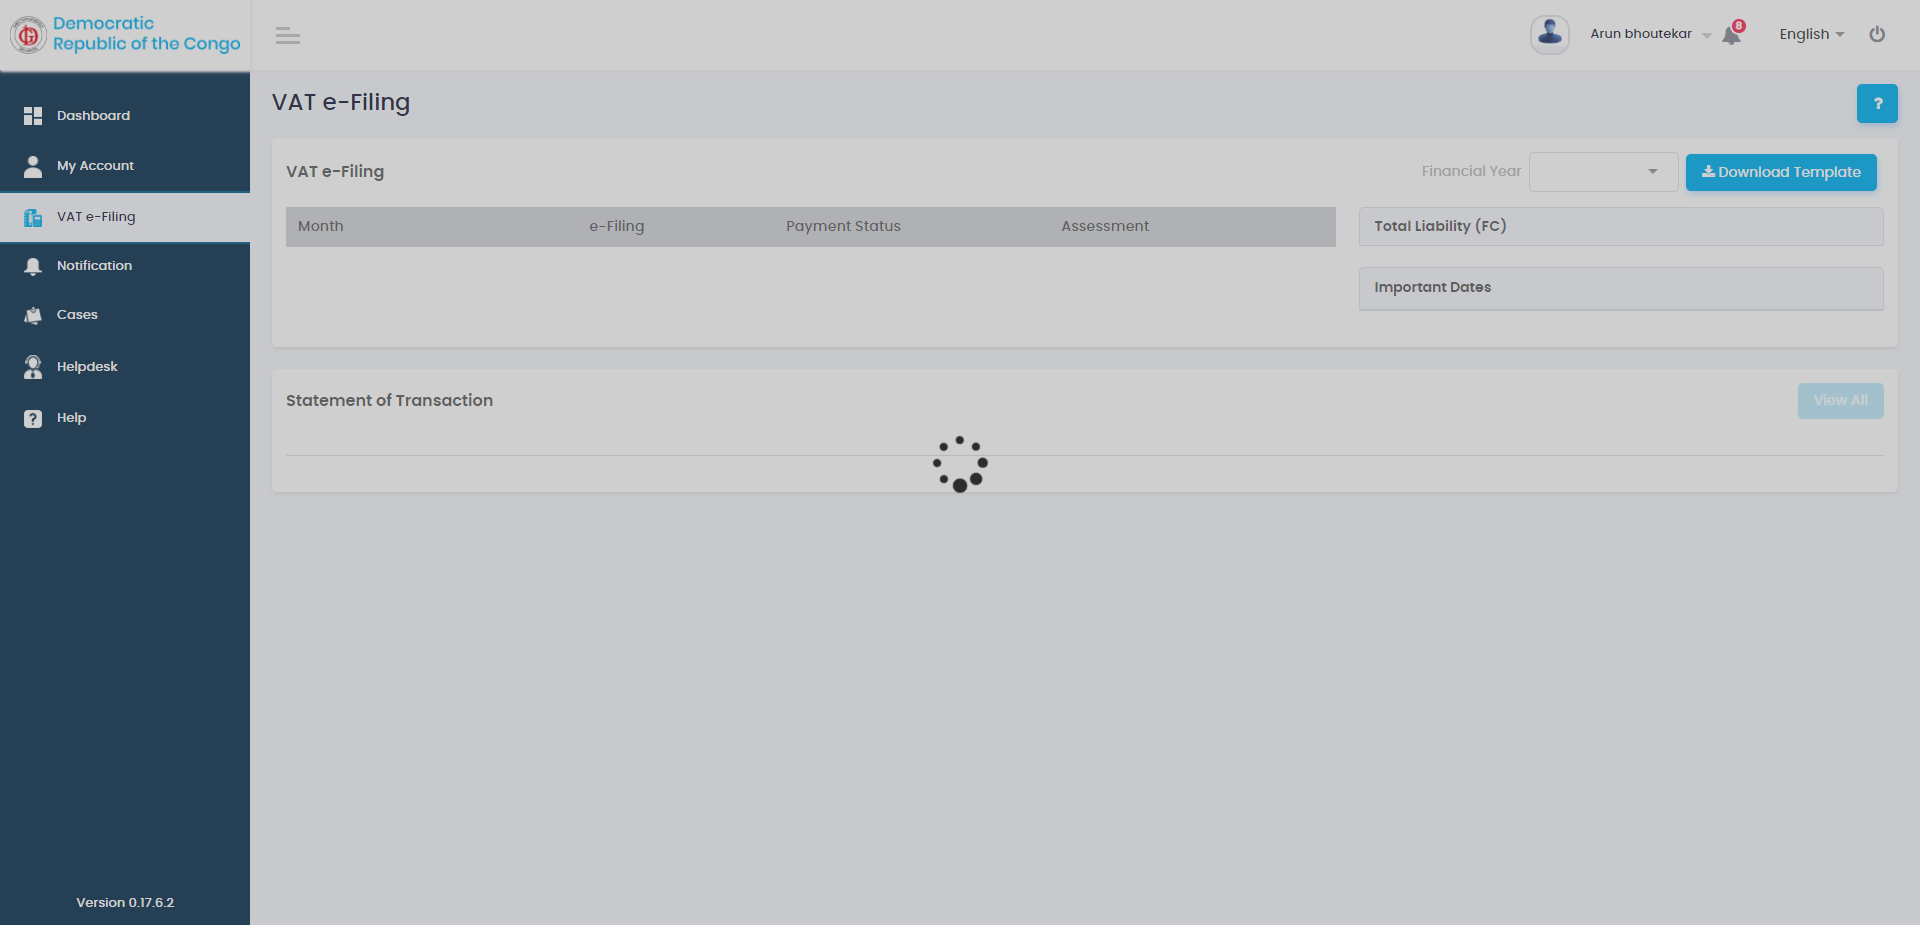 Democratic
Republic of the Congo
Arun bhoutekar
8
English
Dashboard
My Account
VAT e-Filing
Notification
Cases
Helpdesk
Help
Version 0.17.6.2
VAT e-Filing
?
VAT e-Filing
Financial Year
Download Template
Month e-Filing Payment Status Assessment
Total Liability (FC)
Important Dates
Statement of Transaction
View All